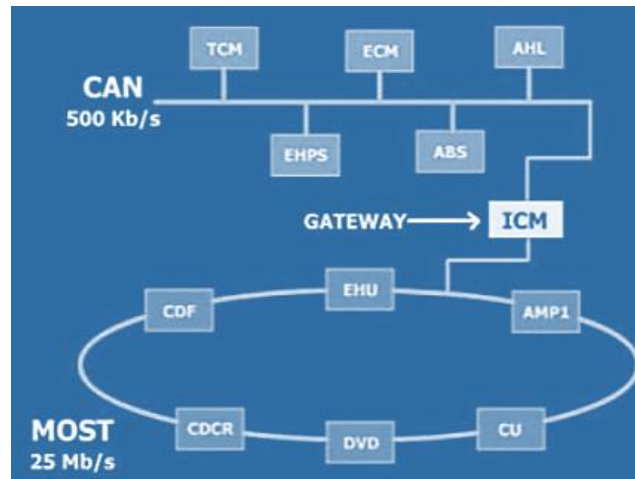 TCM
ECM
AHL
CAN
500 Kb/s
EHPS
ABS
GATEWAY
ICM
EHU
CDF
AMP1
CDCR
DVD
CU
MOST
25 Mb/s